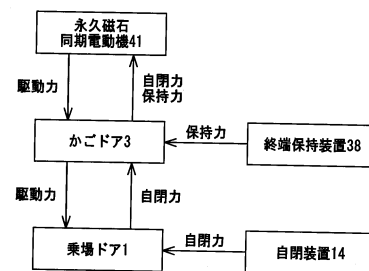 永久磁石
同期電動機41
駆動力
自閉力
保持力
かごドア3
保持力
終端保持装置38
駆動力
自閉力
乗場ドア1
自閉力
自閉装置14